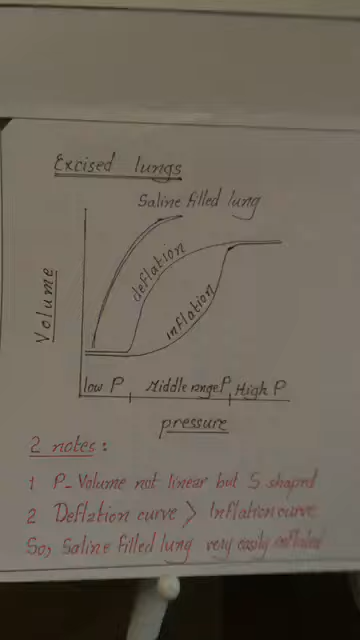 Excised lungs
Saline filled lung
deflation
inflation
Volume
low P Middle range P High P
pressure
2 notes:
1 P-Volume not linear but S shaped
2 Deflation curve > Inflation curve
So, Saline filled lung very easily inflated